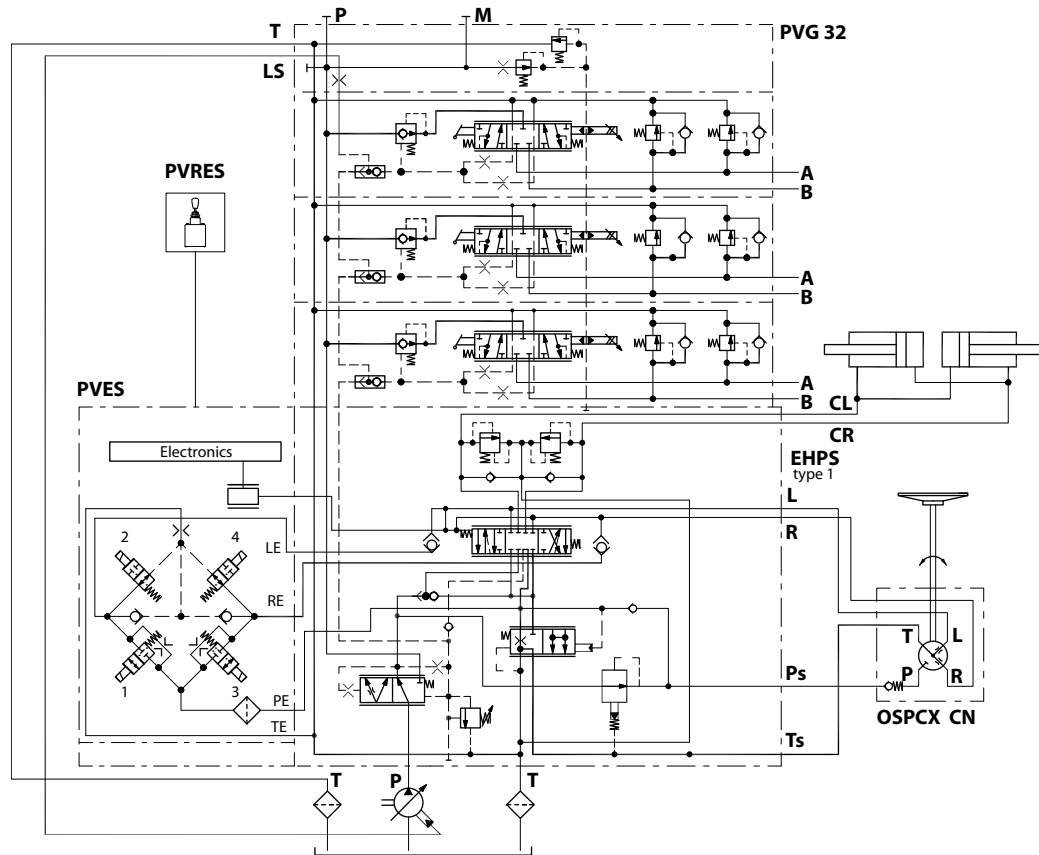 P
M
T
PVG 32
LS
A
B
PVRES
A
B
A
B
PVES
CL
CR
Electronics
EHPS
type 1
L
R
2
4
LE
RE
T
L
P
R
1
3
PE
Ps
TE
Ts
OSPCX CN
T
P
T